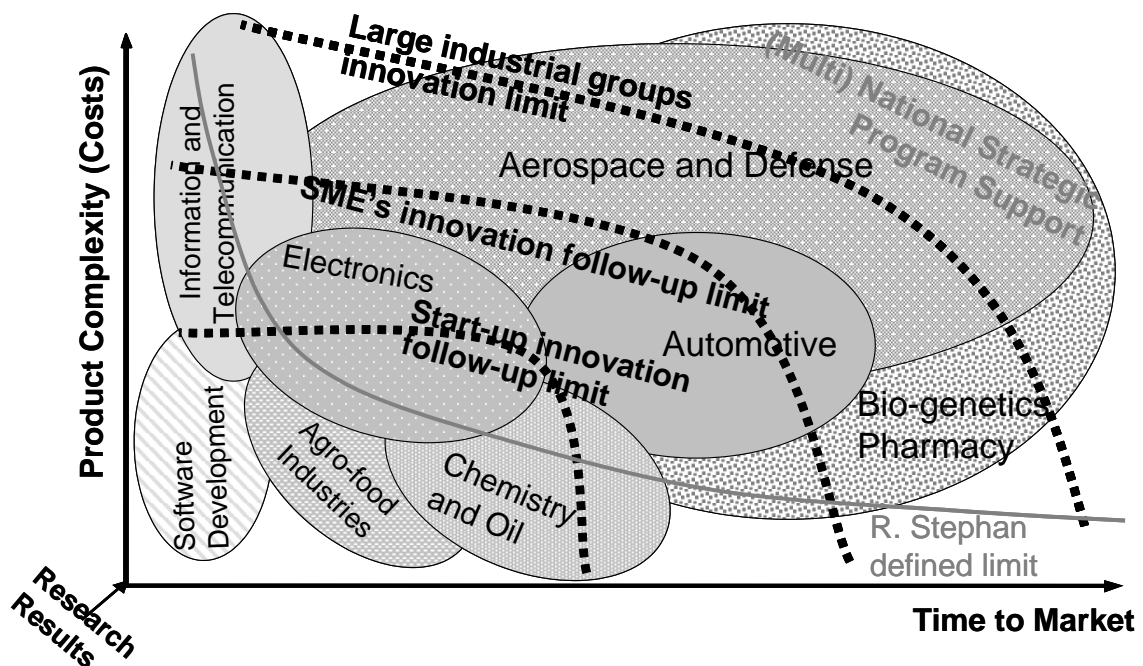 Product Complexity (Costs)
Large industrial groups
innovation limit
(Multi) National Strategic
Program Support
Information and
Telecommunication
Aerospace and Defense
SME's innovation follow-up limit
Electronics
Start-up innovation
follow-up limit
Automotive
Bio-genetics
Pharmacy
Software
Development
Agro-food
Industries
Chemistry
and Oil
R. Stephan
defined limit
Research
Results
Time to Market